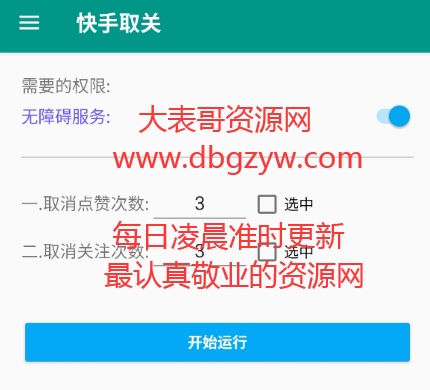 快手取关
需要的权限:
无障碍服务:
大表哥资源网
www.dbgzyw.com
一.取消点赞次数: 3 选中
每日凌晨准时更新
二.取消关注次数: 3 选中
最认真敬业的资源网
开始运行